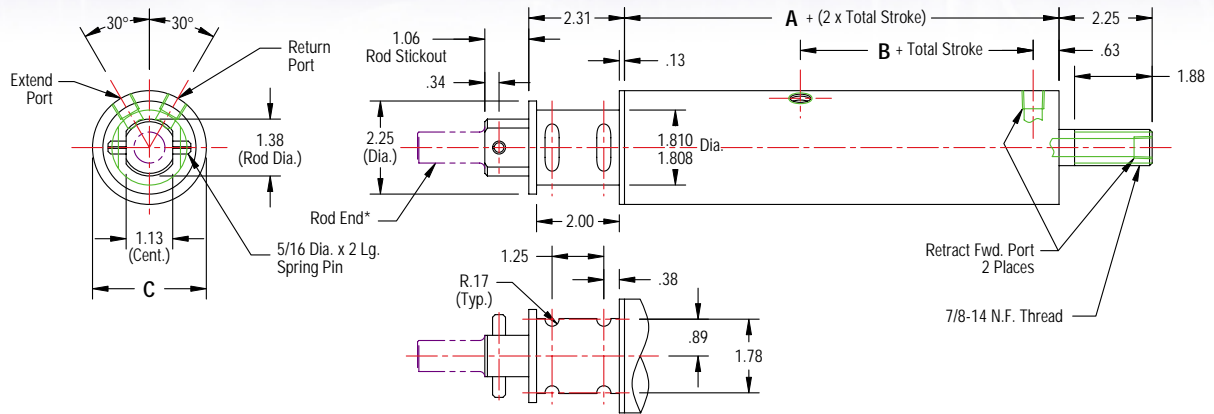 30° 30°
Return
Port
Extend
Port
1.38
(Rod Dia.)
1.13
(Cent.)
C
5/16 Dia. x 2 Lg.
Spring Pin
2.31
A + (2 x Total Stroke)
2.25
1.06
Rod Stickout
B + Total Stroke
.63
.13
1.88
.34
2.25
(Dia.)
1.810
1.808 Dia.
Rod End*
2.00
Retract Fwd. Port
2 Places
1.25
R.17
(Typ.)
.38
7/8-14 N.F. Thread
.89
1.78